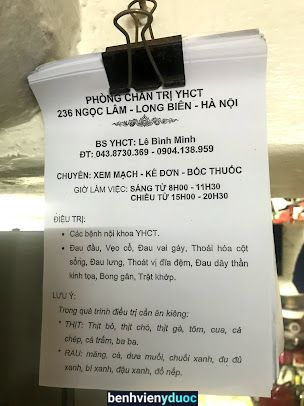 PHÒNG CHẨN TRỊ YHCT
236 NGỌC LÂM - LONG BIÊN - HÀ NỘI
BS YHCT: Lê Bình Minh
ĐT: 043.8730.369 - 0904.138.959
CHUYÊN: XEM MẠCH - KÊ ĐƠN - BỐC THUỐC
GIỜ LÀM VIỆC: SÁNG TỪ 8H00 - 11H30
CHIỀU TỪ 15H00 - 20H30
ĐIỀU TRỊ:
• Các bệnh nội khoa YHCT.
• Đau đầu, Vẹo cổ, Đau vai gáy, Thoái hóa cột
sống, Đau lưng, Thoát vị đĩa đệm, Đau dây thần
kinh tọa, Bong gân, Trật khớp.
LƯU Ý:
Trong quá trình điều trị cần ăn kiêng:
* THỊT: Thịt bò, thịt chó, thịt gà, tôm, cua, cá
chép, cá trắm, ba ba.
* RAU: măng, cà, dưa muối, chuối xanh, đu đủ
xanh, bí xanh, đậu xanh, đồ nếp.
benhvienyduoc